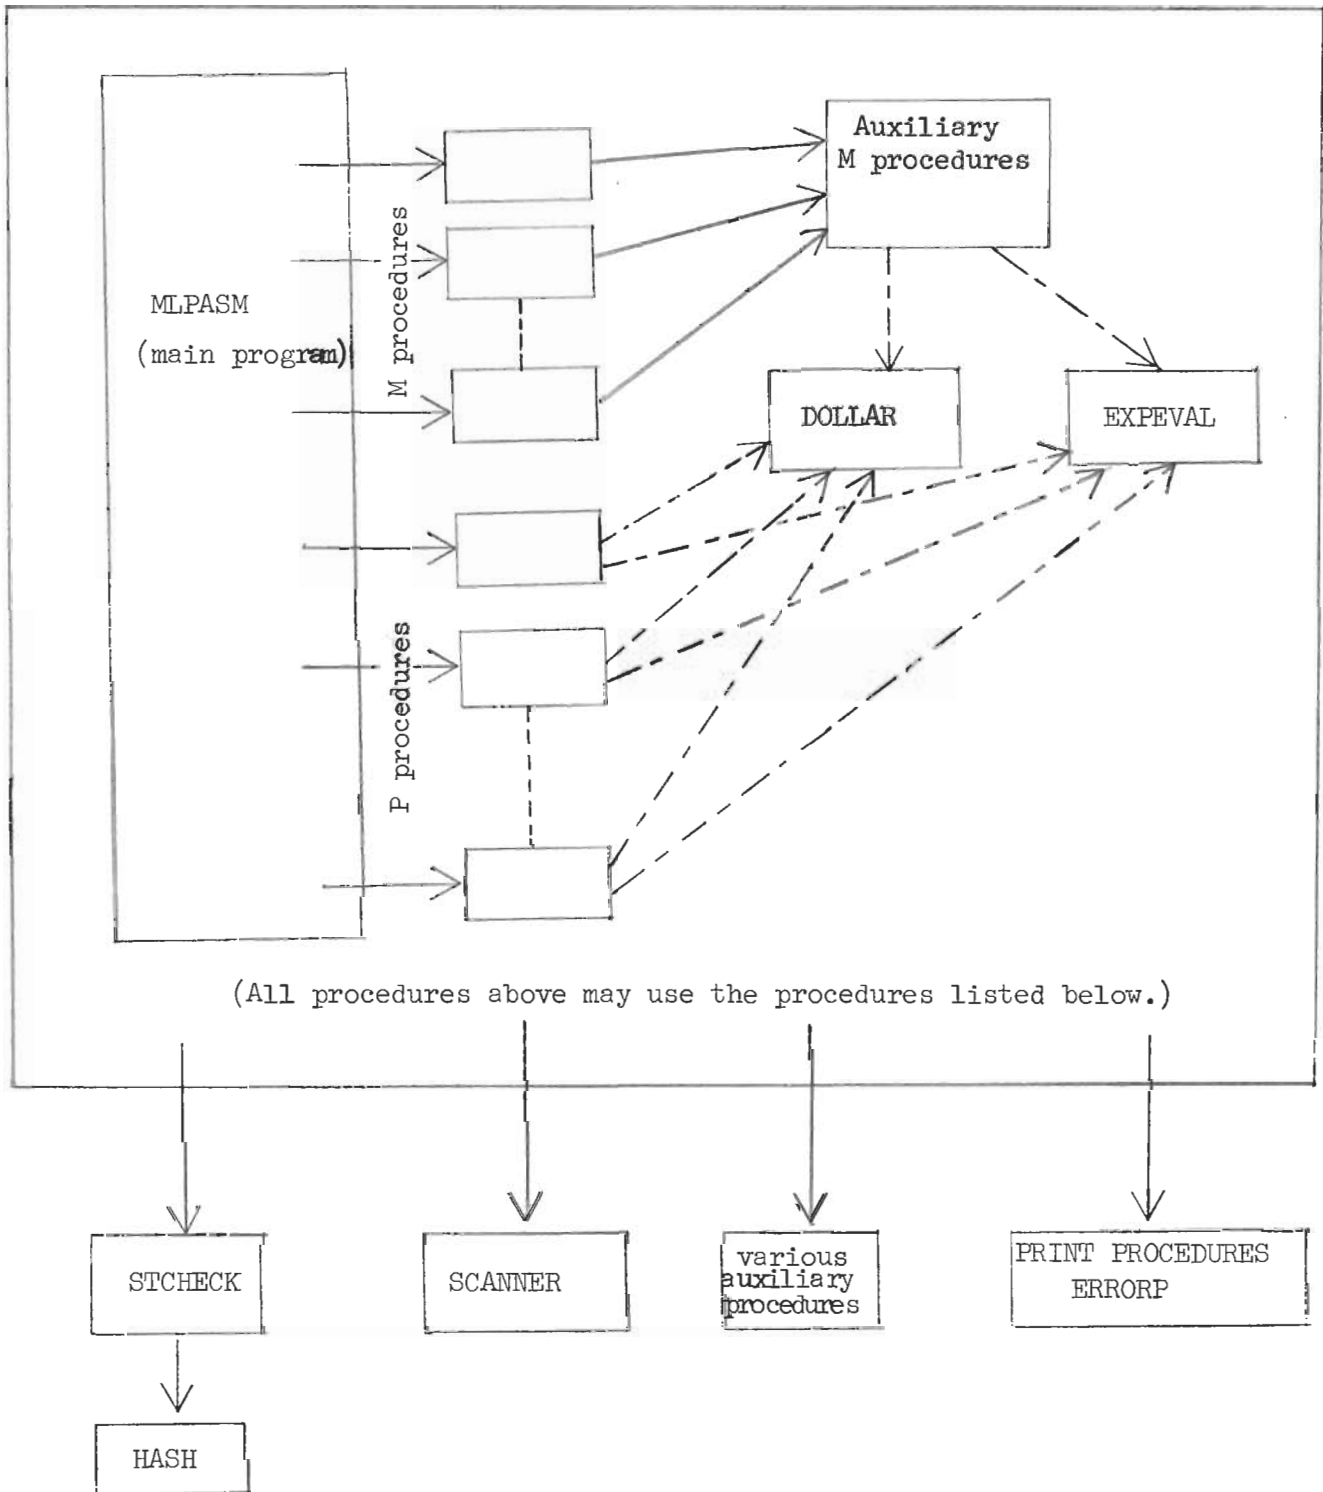 Auxiliary
M procedures
M procedures
MLPASM
(main program)
DOLLAR
EXPEVAL
P procedures
(All procedures above may use the procedures listed below.)
STCHECK
SCANNER
various
auxiliary
procedures
PRINT PROCEDURES
ERRORP
HASH